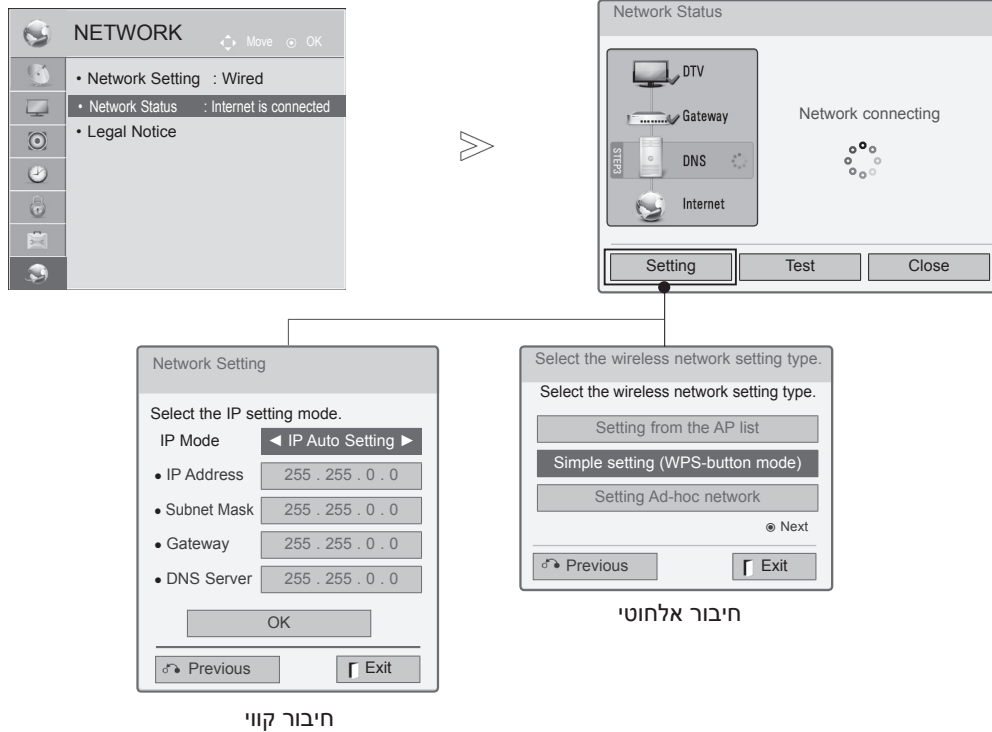 NETWORK
Move OK
• Network Setting : Wired
• Network Status : Internet is connected
• Legal Notice
Network Status
DTV
Gateway
STEP3
DNS
Internet
Network connecting
Setting
Test
Close
Network Setting
Select the IP setting mode.
IP Mode ◄ IP Auto Setting ►
• IP Address 255 . 255 . 0 . 0
• Subnet Mask 255 . 255 . 0 . 0
• Gateway 255 . 255 . 0 . 0
• DNS Server 255 . 255 . 0 . 0
OK
Previous
Exit
חיבור קווי
Select the wireless network setting type.
Select the wireless network setting type.
Setting from the AP list
Simple setting (WPS-button mode)
Setting Ad-hoc network
Next
Previous
Exit
חיבור אלחוטי